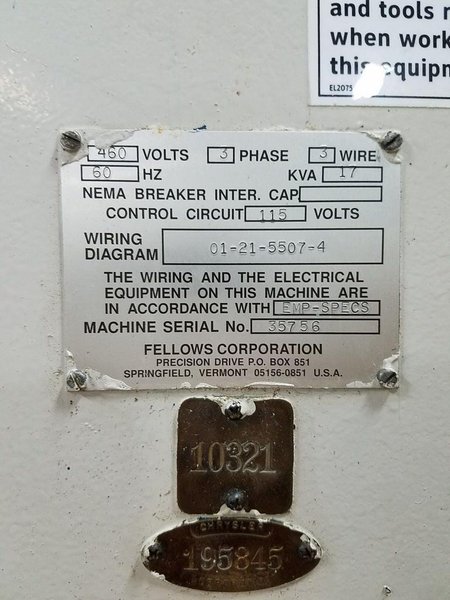 and tools
when work
this equipm
EL2075
460 VOLTS 3 PHASE 3 WIRE
60 HZ KVA 17
NEMA BREAKER INTER. CAP
CONTROL CIRCUIT 115 VOLTS
WIRING
DIAGRAM 01-21-5507-4
THE WIRING AND THE ELECTRICAL
EQUIPMENT ON THIS MACHINE ARE
IN ACCORDANCE WITH EMP-SPECS
MACHINE SERIAL No. 35756
FELLOWS CORPORATION
PRECISION DRIVE P.O. BOX 851
SPRINGFIELD, VERMONT 05156-0851 U.S.A.
10321
CHRYSLER
195845